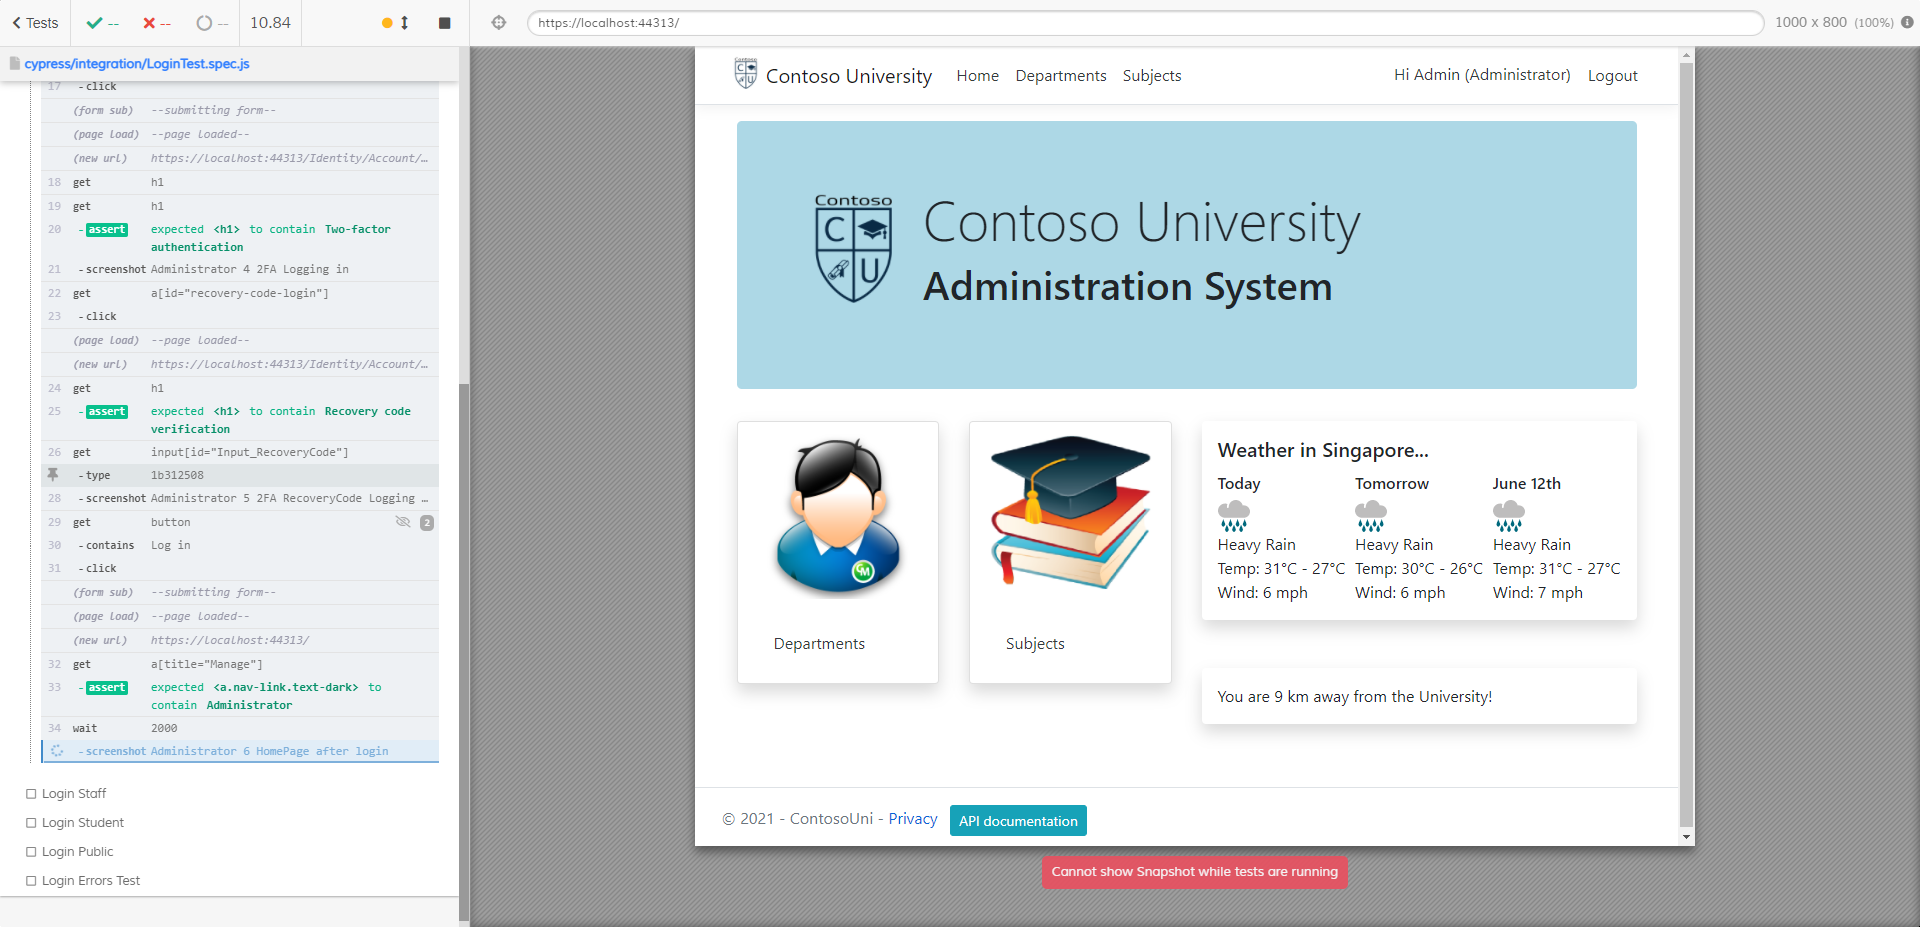 Tests
--
--
--
10.84
https://localhost:44313/
1000 x 800 (100%)
cypress/integration/LoginTest.spec.js
17 - click
(form sub) --submitting form--
(page load) --page loaded--
(new url) https://localhost:44313/Identity/Account/…
18 get h1
19 get h1
20 - assert expected <h1> to contain Two-factor
authentication
21 - screenshot Administrator 4 2FA Logging in
22 get a[id="recovery-code-login"]
23 - click
(page load) --page loaded--
(new url) https://localhost:44313/Identity/Account/…
24 get h1
25 - assert expected <h1> to contain Recovery code
verification
26 get input[id="Input_RecoveryCode"]
- type 1b312508
28 - screenshot Administrator 5 2FA RecoveryCode Logging …
29 get button 2
30 - contains Log in
31 - click
(form sub) --submitting form--
(page load) --page loaded--
(new url) https://localhost:44313/
32 get a[title="Manage"]
33 - assert expected <a.nav-link.text-dark> to
contain Administrator
34 wait 2000
- screenshot Administrator 6 HomePage after login
Login Staff
Login Student
Login Public
Login Errors Test
Contoso University Home Departments Subjects Hi Admin (Administrator) Logout
Contoso
C
U
Contoso University
Administration System
Departments
Subjects
Weather in Singapore...
Today Tomorrow June 12th
Heavy Rain Heavy Rain Heavy Rain
Temp: 31°C - 27°C Temp: 30°C - 26°C Temp: 31°C - 27°C
Wind: 6 mph Wind: 6 mph Wind: 7 mph
You are 9 km away from the University!
© 2021 - ContosoUni - Privacy API documentation
Cannot show Snapshot while tests are running